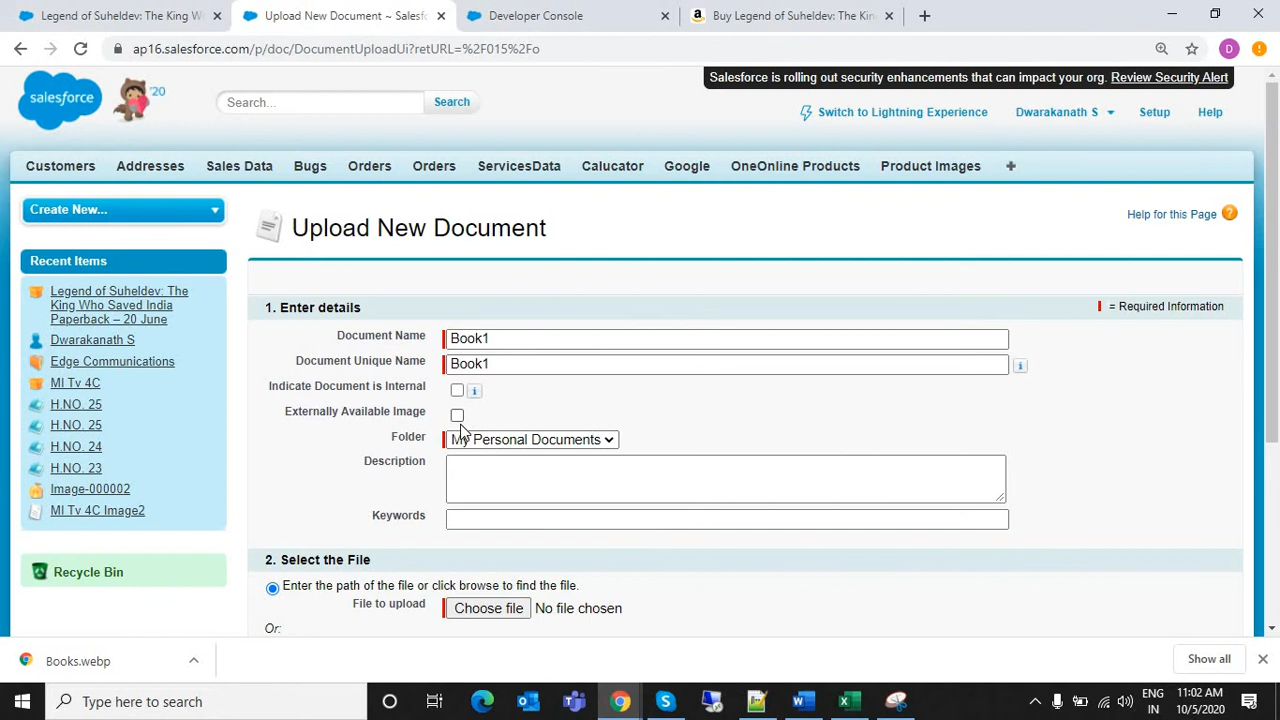 Legend of Suheldev: The King Wi
Upload New Document ~ Salesf
Developer Console
Buy Legend of Suheldev: The Kin
ap16.salesforce.com/p/doc/DocumentUploadUi?retURL=%2F015%2Fo
D
Salesforce is rolling out security enhancements that can impact your org. Review Security Alert
salesforce
'20
Search...
Search
Switch to Lightning Experience
Dwarakanath S
Setup
Help
Customers
Addresses
Sales Data
Bugs
Orders
Orders
ServicesData
Calucator
Google
OneOnline Products
Product Images
Create New...
Upload New Document
Help for this Page
Recent Items
Legend of Suheldev: The
King Who Saved India
Paperback – 20 June
Dwarakanath S
Edge Communications
MI Tv 4C
H.NO. 25
H.NO. 25
H.NO. 24
H.NO. 23
Image-000002
MI Tv 4C Image2
Recycle Bin
1. Enter details
= Required Information
Document Name
Book1
Document Unique Name
Book1
Indicate Document is Internal
Externally Available Image
Folder
My Personal Documents
Description
Keywords
2. Select the File
Enter the path of the file or click browse to find the file.
File to upload
Choose file
No file chosen
Or:
Books.webp
Show all
Type here to search
ENG
IN
11:02 AM
10/5/2020